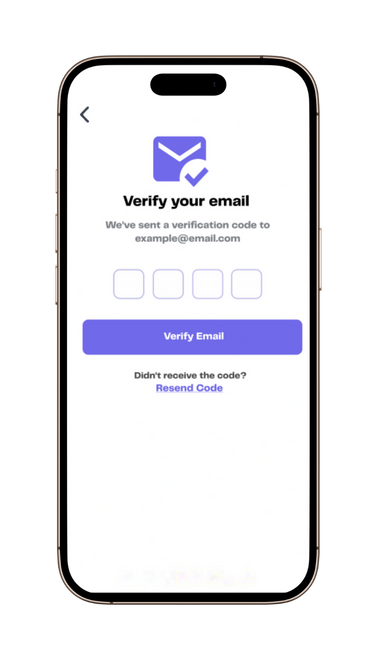 Verify your email
We've sent a verification code to
example@email.com
Verify Email
Didn't receive the code?
Resend Code